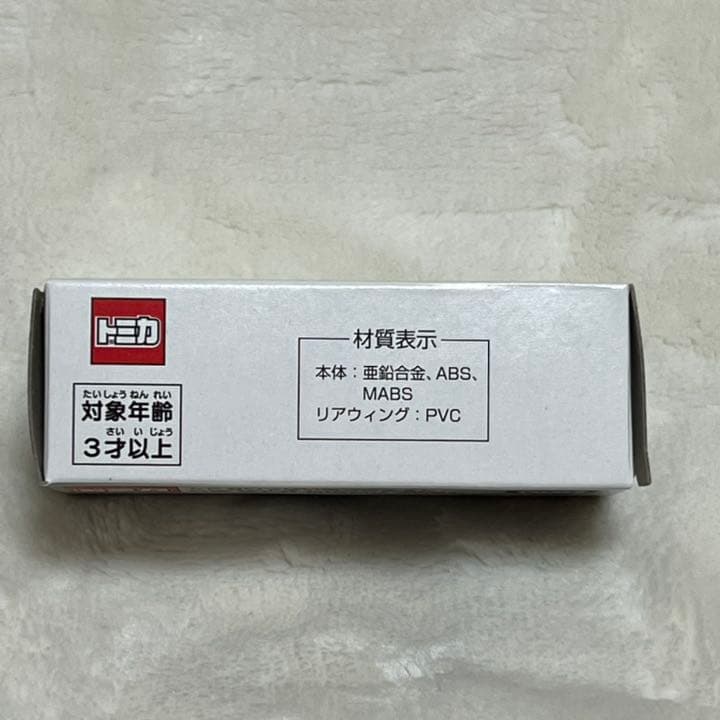 トミカ
たいしょうねんれい
対象年齢
さいいじょう
3才以上
材質表示
本体：亜鉛合金、ABS、
MABS
リアウィング：PVC